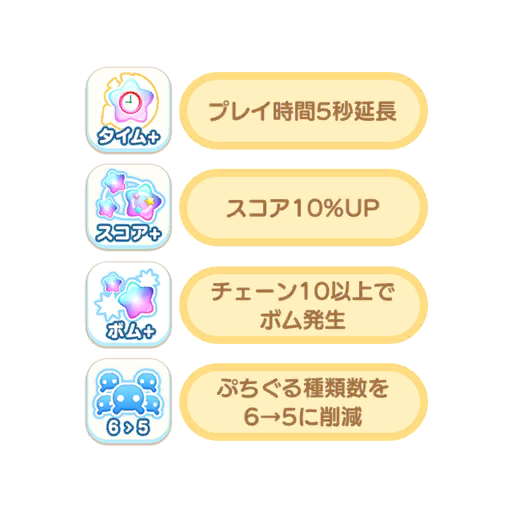 タイム+
プレイ時間5秒延長
スコア+
スコア10%UP
ボム+
チェーン10以上で
ボム発生
6>5
ぷちぐる種類数を
6→5に削減